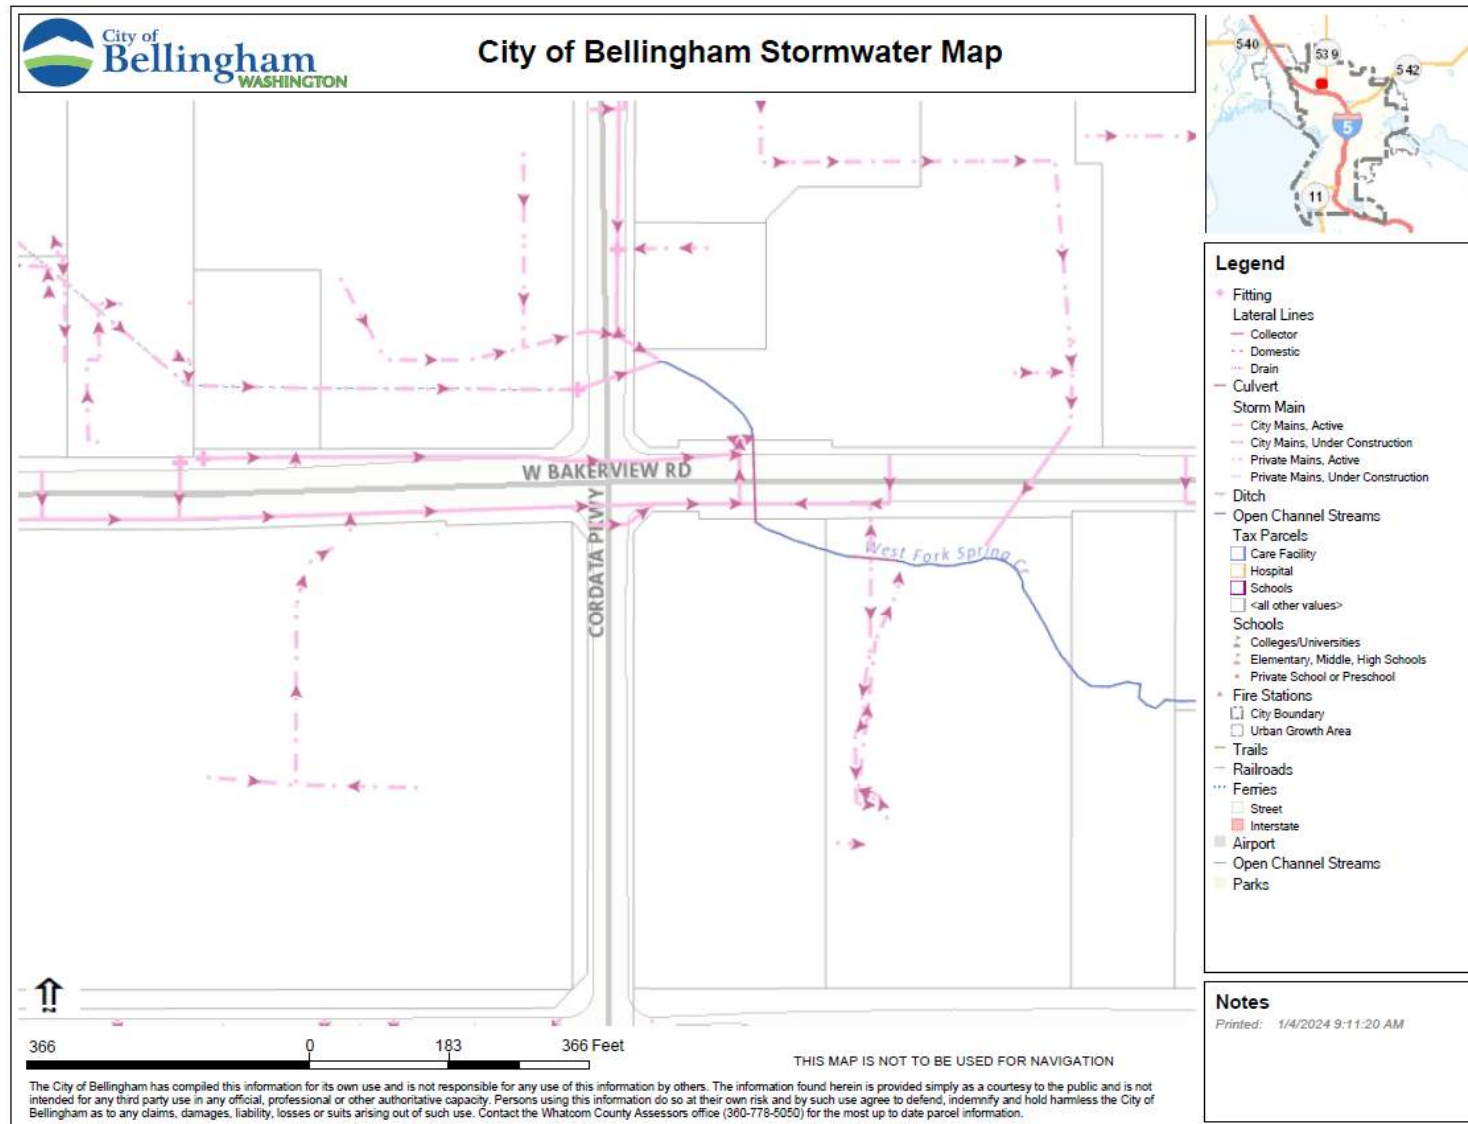 City of
Bellingham
WASHINGTON
City of Bellingham Stormwater Map
540
539
542
5
11
W BAKERVIEW RD
CORDATA PKWY
West Fork Spring Cr
Legend
Fitting
Lateral Lines
Collector
Domestic
Drain
Culvert
Storm Main
City Mains, Active
City Mains, Under Construction
Private Mains, Active
Private Mains, Under Construction
Ditch
Open Channel Streams
Tax Parcels
Care Facility
Hospital
Schools
<all other values>
Schools
Colleges/Universities
Elementary, Middle, High Schools
Private School or Preschool
Fire Stations
City Boundary
Urban Growth Area
Trails
Railroads
Ferries
Street
Interstate
Airport
Open Channel Streams
Parks
Notes
Printed: 1/4/2024 9:11:20 AM
366 0 183 366 Feet
THIS MAP IS NOT TO BE USED FOR NAVIGATION
The City of Bellingham has compiled this information for its own use and is not responsible for any use of this information by others. The information found herein is provided simply as a courtesy to the public and is not
intended for any third party use in any official, professional or other authoritative capacity. Persons using this information do so at their own risk and by such use agree to defend, indemnify and hold harmless the City of
Bellingham as to any claims, damages, liability, losses or suits arising out of such use. Contact the Whatcom County Assessors office (360-778-5050) for the most up to date parcel information.